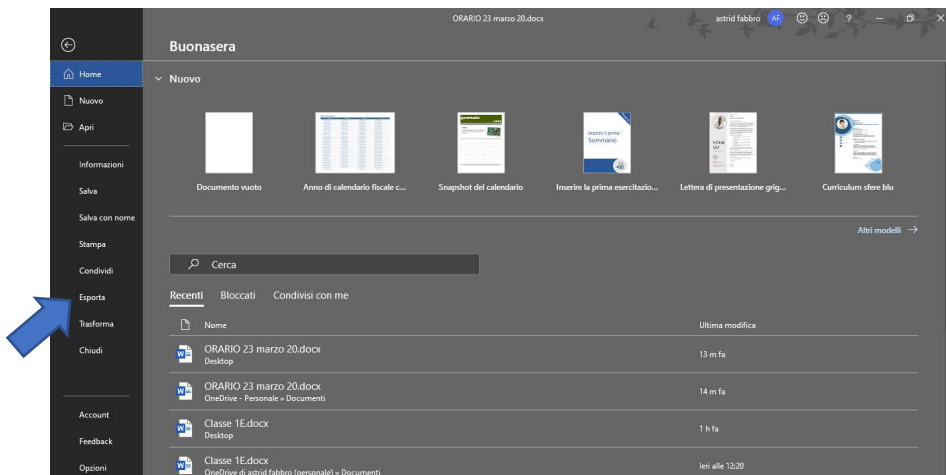 ORARIO 23 marzo 20.docx
astrid fabbro AF ?
Buonasera
Home
Nuovo
Apri
Informazioni
Salva
Salva con nome
Stampa
Condividi
Esporta
Trasforma
Chiudi
Account
Feedback
Opzioni
Nuovo
Documento vuoto
Anno di calendario fiscale c...
Snapshot del calendario
Inserire il primo
Sommario
Inserire la prima esercitazio...
Lettera di presentazione grig...
Curriculum sfere blu
Altri modelli →
Cerca
Recenti Bloccati Condivisi con me
Nome Ultima modifica
ORARIO 23 marzo 20.docx
Desktop
13 m fa
ORARIO 23 marzo 20.docx
OneDrive - Personale » Documenti
14 m fa
Classe 1E.docx
Desktop
1 h fa
Classe 1E.docx
OneDrive di astrid fabbro (personale) » Documenti
Ieri alle 12:20